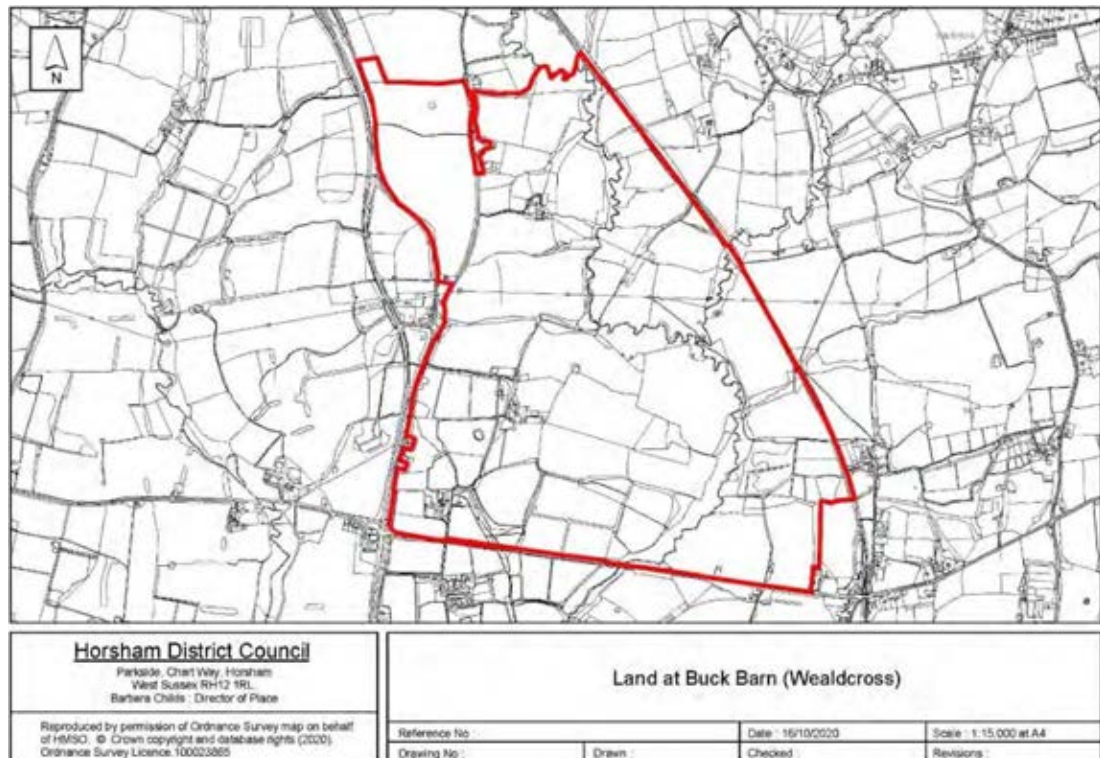 N
Horsham District Council
Parkside, Chart Way, Horsham
West Sussex RH12 1RL
Barbara Childs : Director of Place
Reproduced by permission of Ordnance Survey map on behalf
of HMSO. © Crown copyright and database rights (2020).
Ordnance Survey Licence.100023865
Land at Buck Barn (Wealdcross)
Reference No :
Date : 16/10/2020
Scale : 1:15,000 at A4
Drawing No :
Drawn :
Checked :
Revisions :